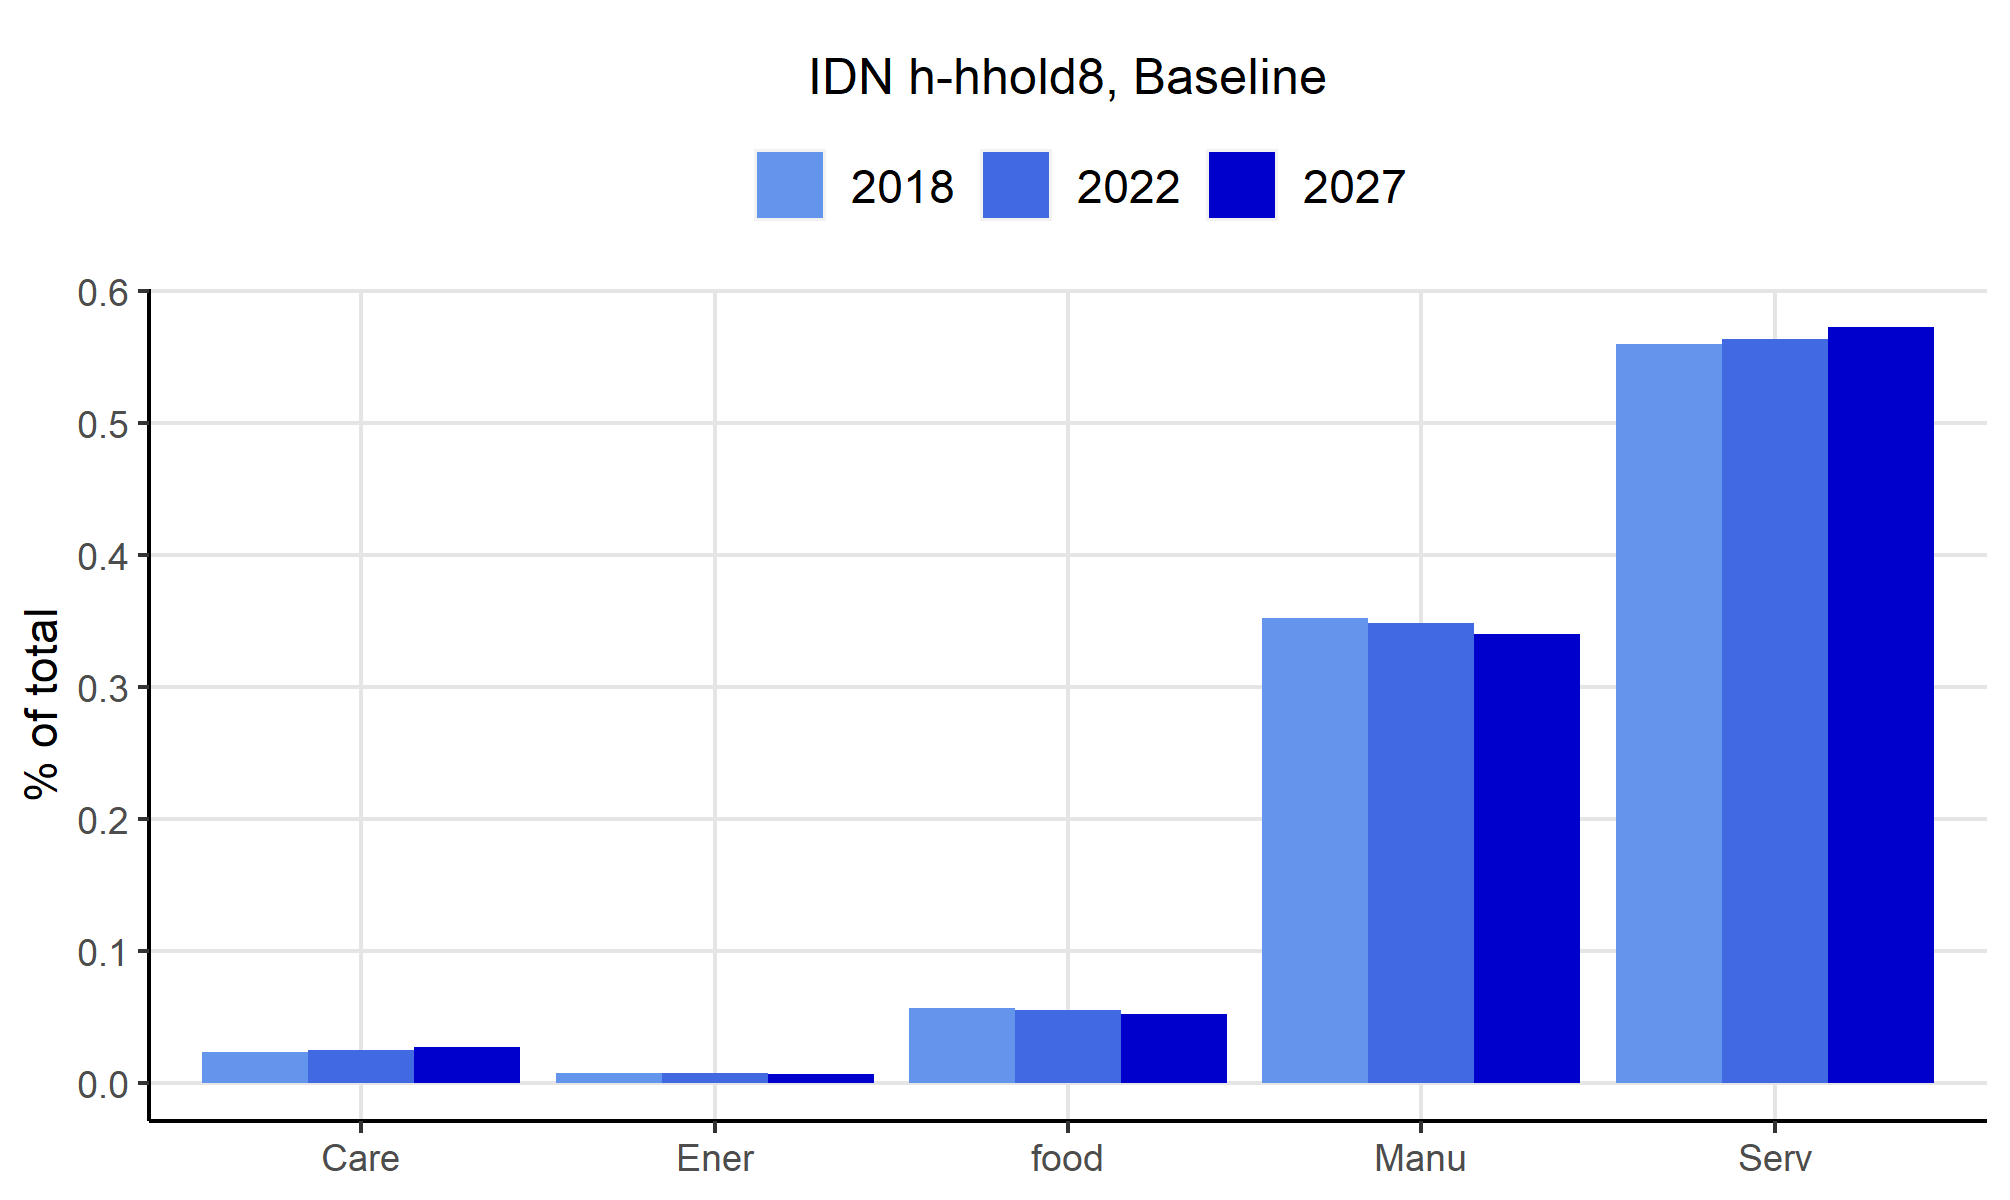 IDN h-hhold8, Baseline
2018 2022 2027
% of total
0.6
0.5
0.4
0.3
0.2
0.1
0.0
Care Ener food Manu Serv